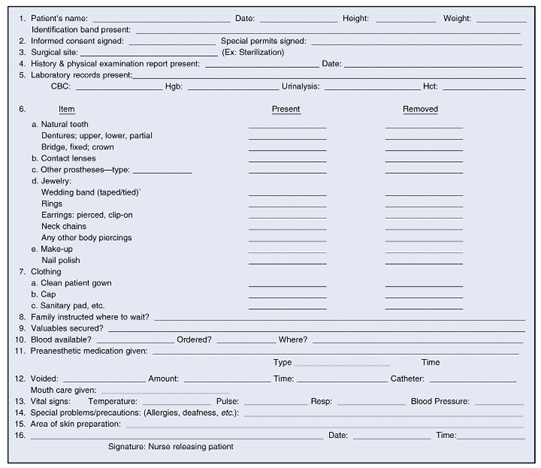 1. Patient's name: Date: Height: Weight:
Identification band present:
2. Informed consent signed: Special permits signed:
3. Surgical site: (Ex: Sterilization)
4. History & physical examination report present: Date:
5. Laboratory records present:
CBC: Hgb: Urinalysis: Hct:
6. Item Present Removed
a. Natural teeth
Dentures; upper, lower, partial
Bridge, fixed; crown
b. Contact lenses
c. Other prostheses—type:
d. Jewelry:
Wedding band (taped/tied)`
Rings
Earrings: pierced, clip-on
Neck chains
Any other body piercings
e. Make-up
Nail polish
7. Clothing
a. Clean patient gown
b. Cap
c. Sanitary pad, etc.
8. Family instructed where to wait?
9. Valuables secured?
10. Blood available? Ordered? Where?
11. Preanesthetic medication given:
Type Time
12. Voided: Amount: Time: Catheter:
Mouth care given:
13. Vital signs: Temperature: Pulse: Resp: Blood Pressure:
14. Special problems/precautions: (Allergies, deafness, etc.):
15. Area of skin preparation:
16. Date: Time:
Signature: Nurse releasing patient